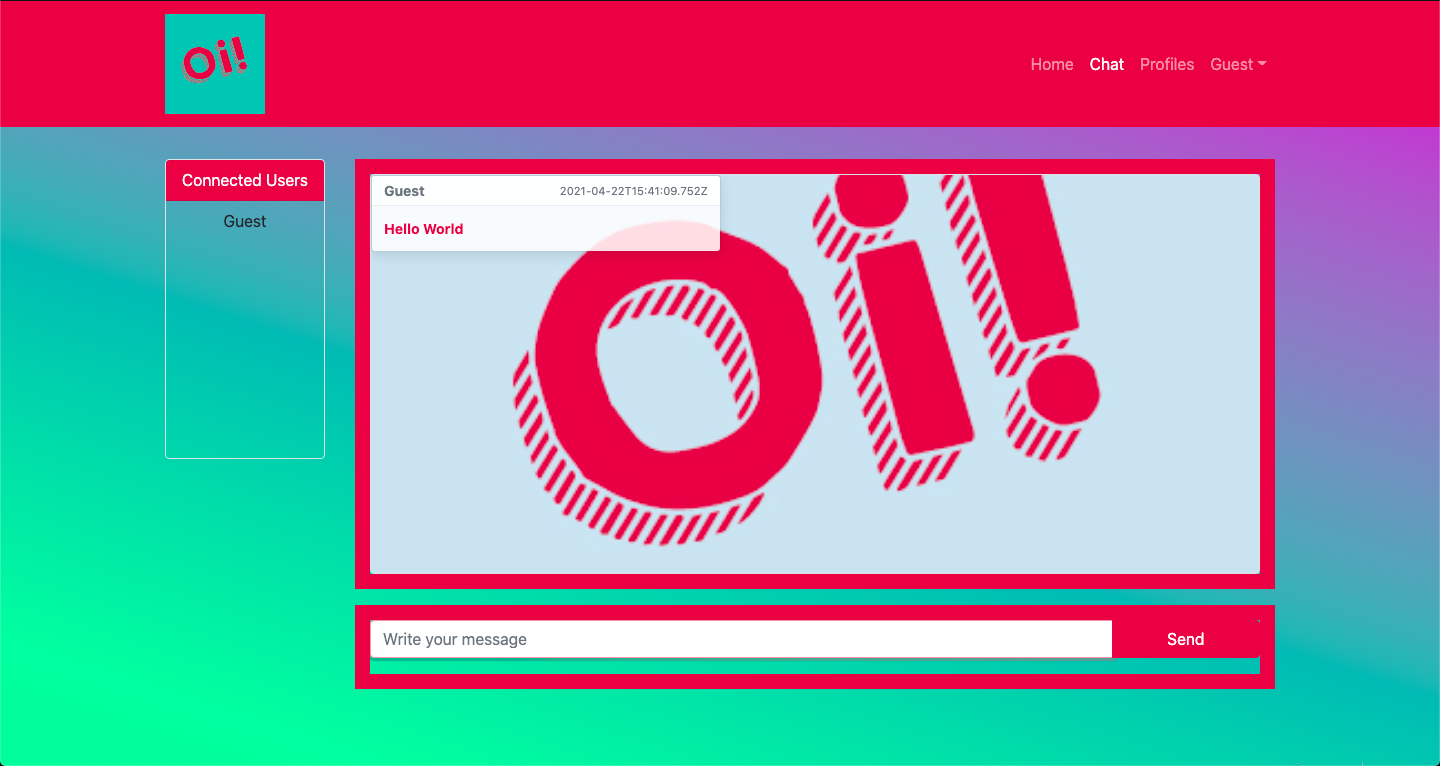 Oi!
Home Chat Profiles Guest
Connected Users
Guest
Guest 2021-04-22T15:41:09.752Z
Hello World
Oi!
Write your message Send